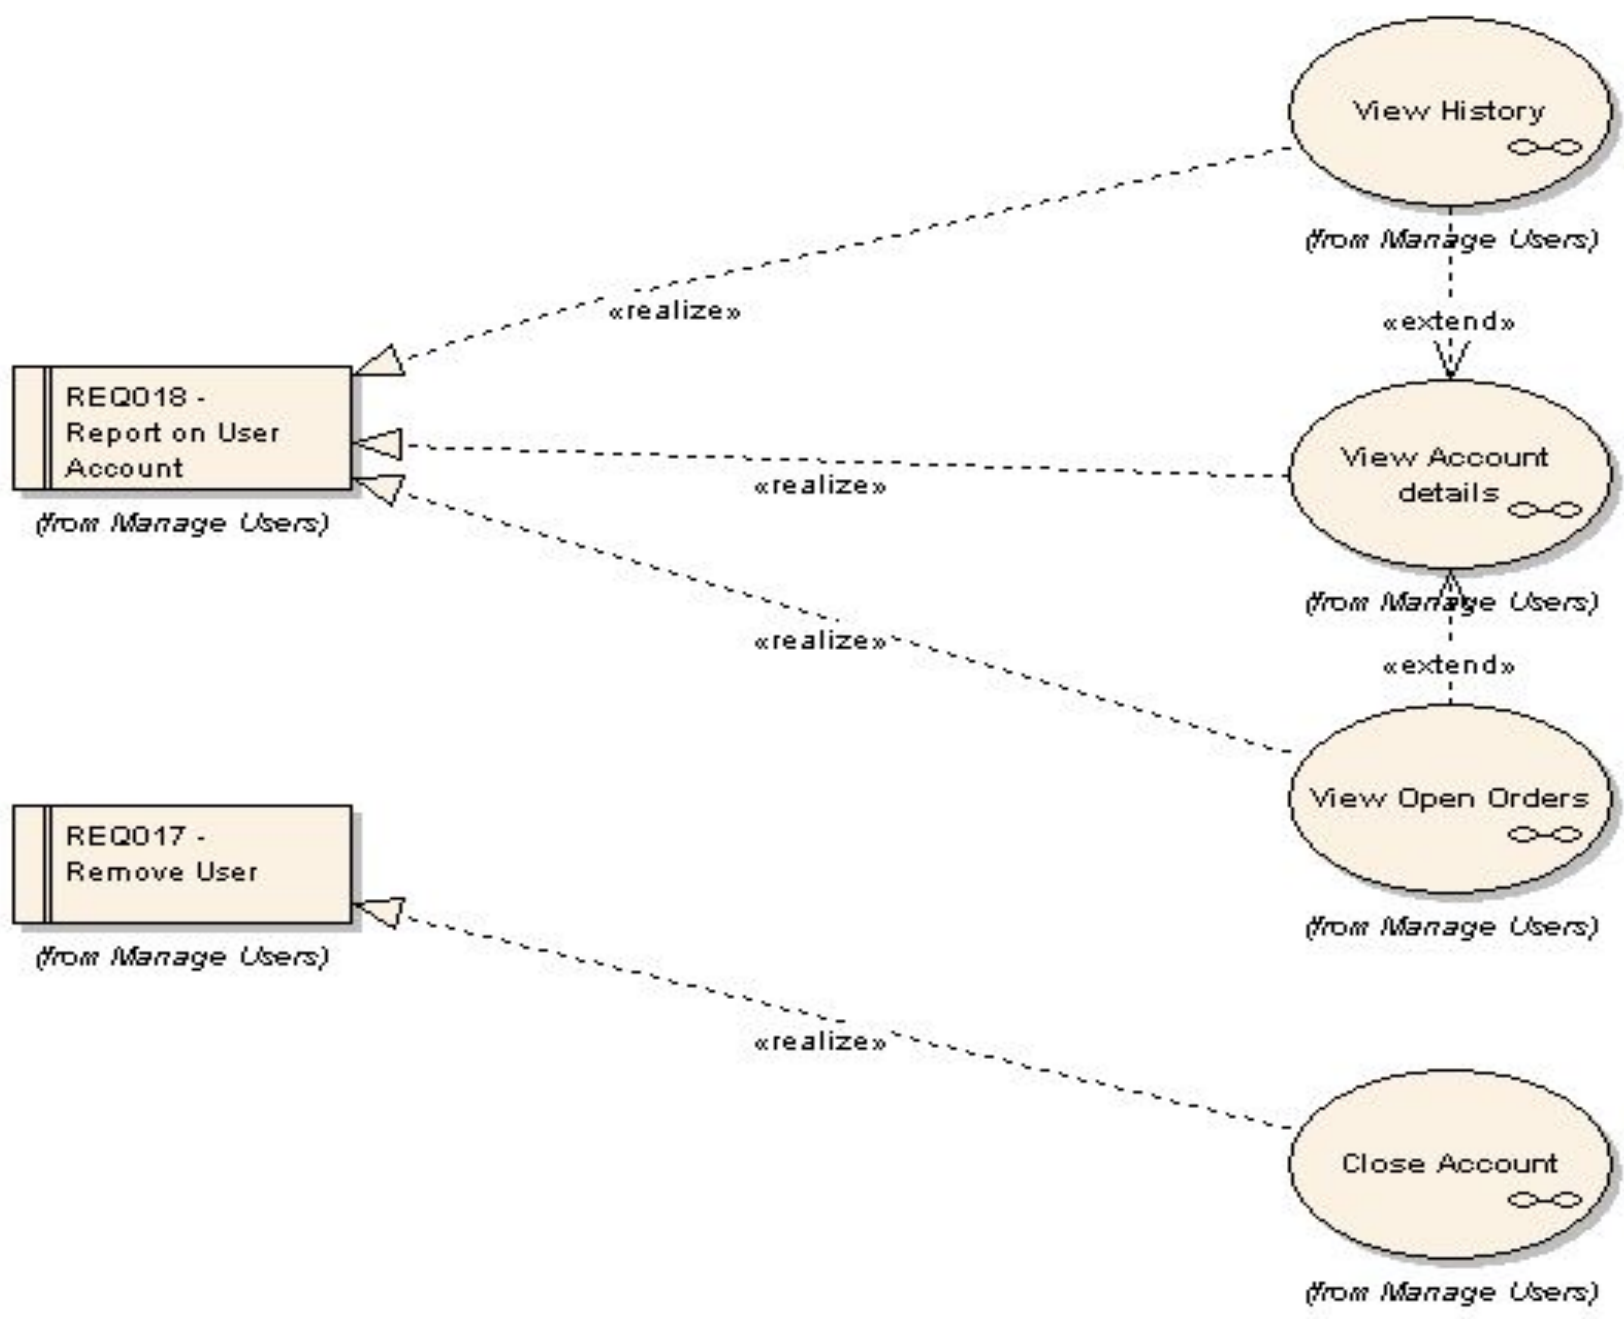 View History
(from Manage Users)
«realize»
«extend»
REQ018 -
Report on User
Account
(from Manage Users)
View Account
details
«realize»
(from Manage Users)
«realize»
«extend»
View Open Orders
REQ017 -
Remove User
(from Manage Users)
(from Manage Users)
«realize»
Close Account
(from Manage Users)